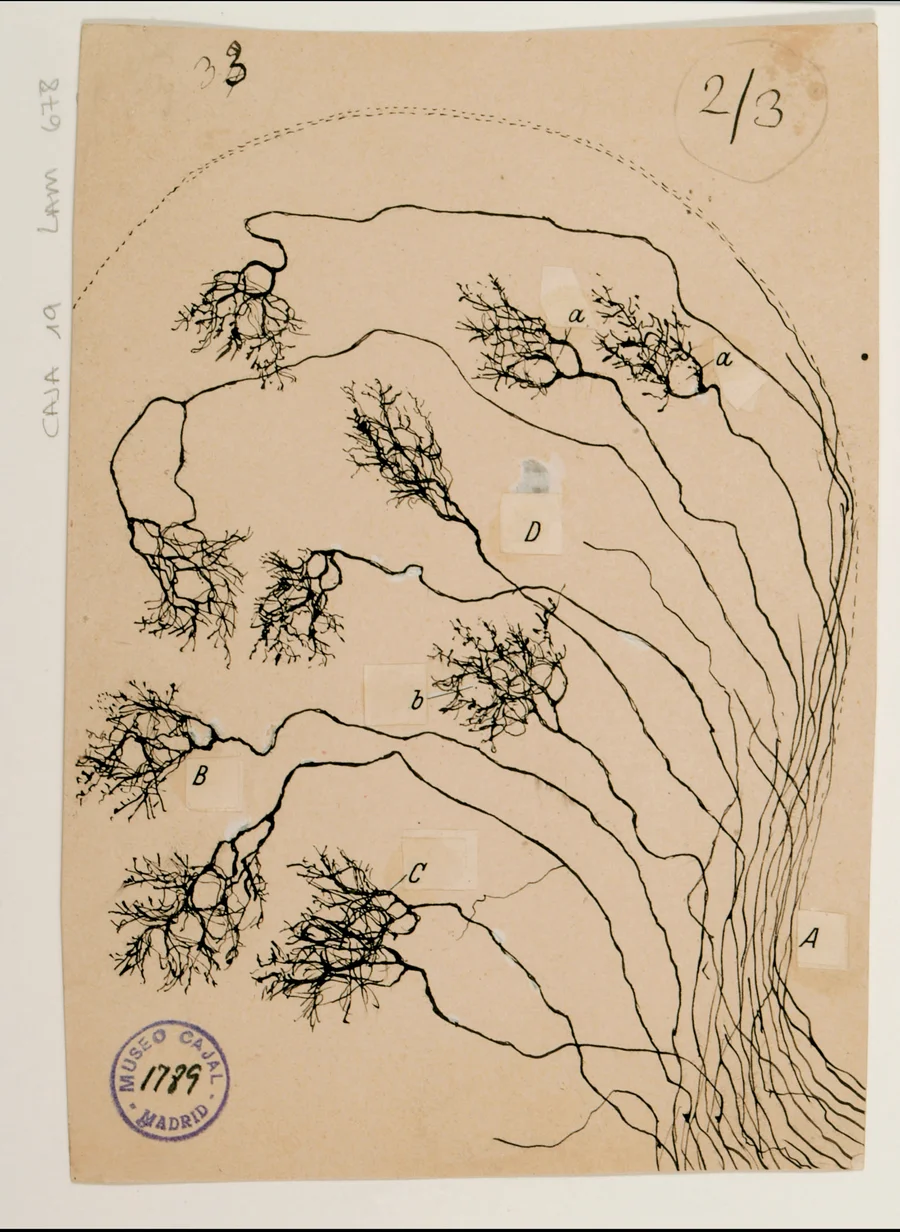 33
2/3
CAJA 19 LAM 678
a
a
D
b
B
C
A
MUSEO CAJAL
1789
MADRID